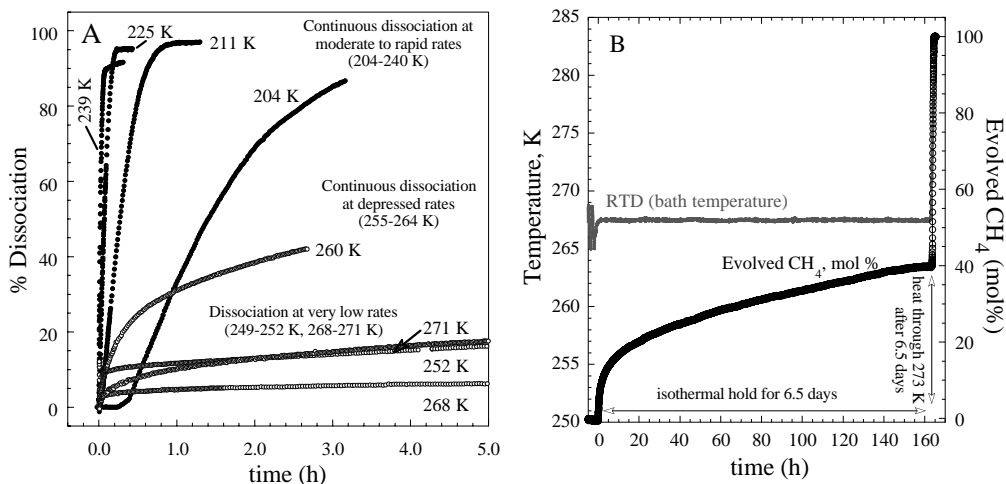 A
100
80
60
40
20
0
% Dissociation
0.0
1.0
2.0
3.0
4.0
5.0
time (h)
239 K
225 K
211 K
204 K
Continuous dissociation at
moderate to rapid rates
(204-240 K)
Continuous dissociation
at depressed rates
(255-264 K)
260 K
Dissociation at very low rates
(249-252 K, 268-271 K)
271 K
252 K
268 K
B
285
280
275
270
265
260
255
250
Temperature, K
RTD (bath temperature)
Evolved CH4, mol %
isothermal hold for 6.5 days
heat through 273 K
after 6.5 days
0
20
40
60
80
100
120
140
160
time (h)
100
80
60
40
20
0
Evolved CH4 (mol%)